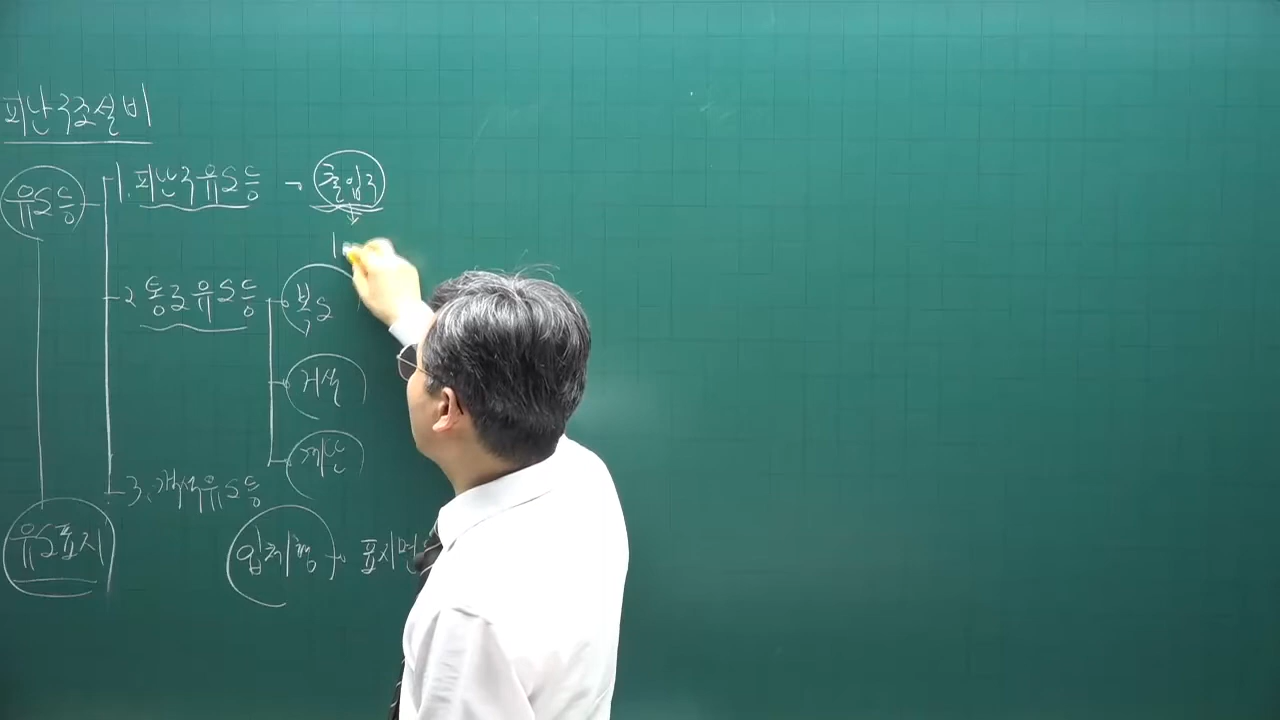 피난구조설비
유도등
1. 피난구유도등 → 출입구
2 통로유도등
복도
거실
계단
3. 객석유도등
유도표지
입체형 → 표지면